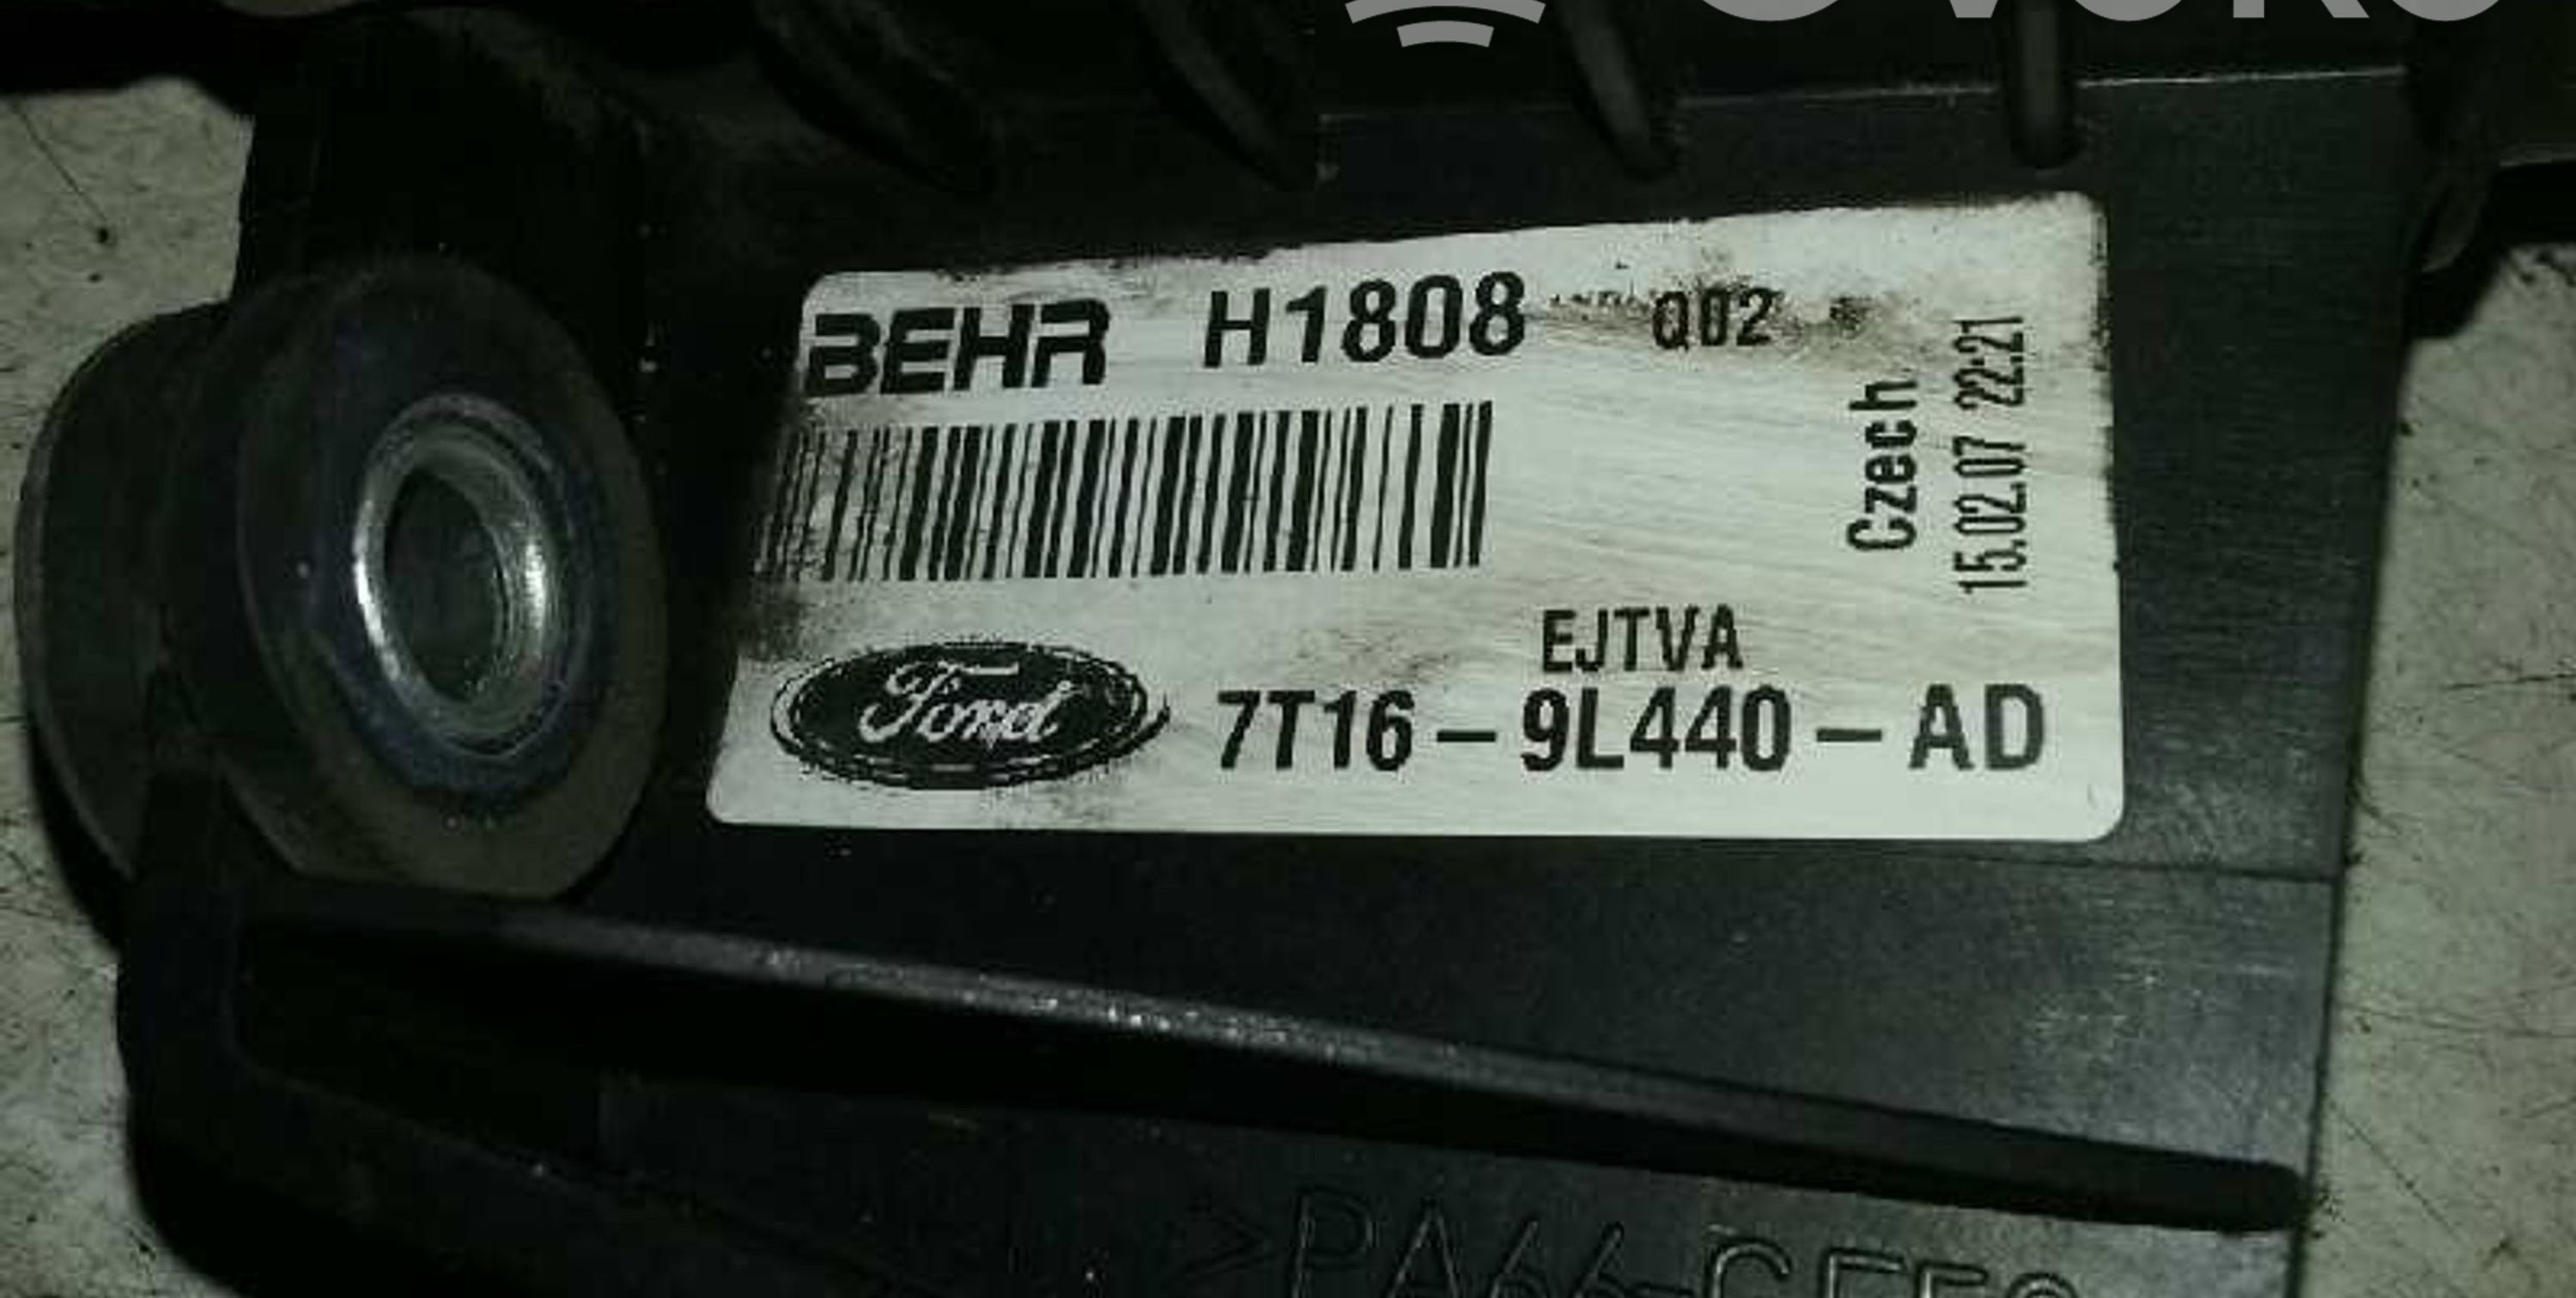 BEHR H1808 Q02
Czech
15.02.07 22:21
EJTVA
Ford 7T16-9L440-AD